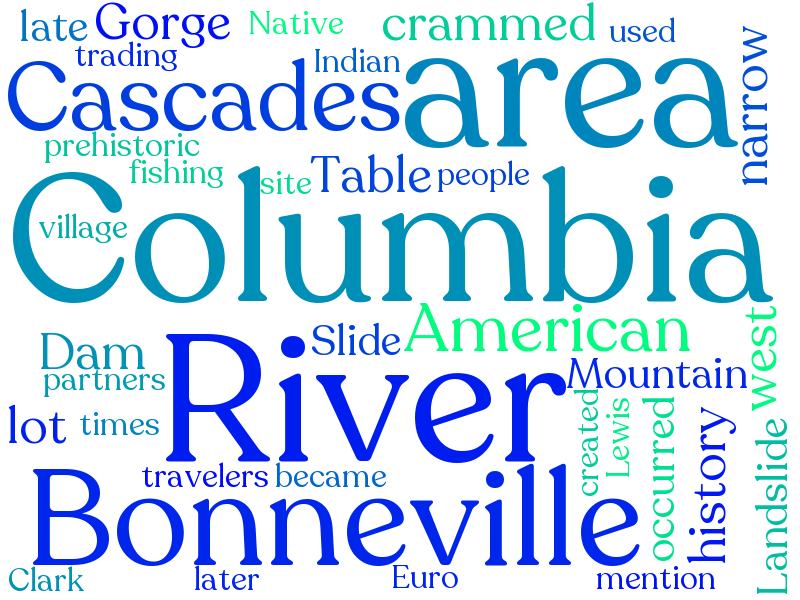 late
Gorge
Native
crammed
used
trading
Indian
Cascades
area
narrow
prehistoric
fishing
site
Table
people
Columbia
village
Slide
American
west
Dam
partners
River
Mountain
lot
times
created
Lewis
occurred
history
Landslide
travelers
became
Bonneville
Clark
later
Euro
mention